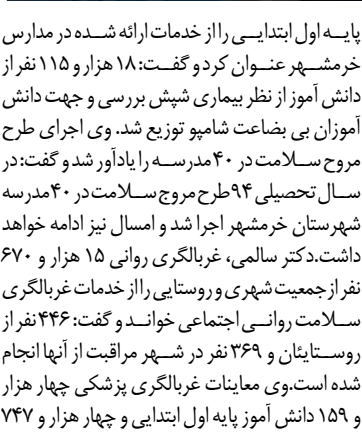 پایه اول ابتدایی را از خدمات ارائه شده در مدارس
خرمشهر عنوان کرد و گفت: ۱۸ هزار و ۱۱۵ نفر از
دانش آموز از نظر بیماری شپش بررسی و جهت دانش
آموزان بی بضاعت شامپو توزیع شد. وی اجرای طرح
مروح سلامت در ۴۰ مدرسه را یادآور شد و گفت: در
سال تحصیلی ۹۴ طرح مروج سلامت در ۴۰ مدرسه
شهرستان خرمشهر اجرا شد و امسال نیز ادامه خواهد
داشت.دکتر سالمی، غربالگری روانی ۱۵ هزار و ۶۷۰
نفر از جمعیت شهری و روستایی را از خدمات غربالگری
سلامت روانی اجتماعی خواند و گفت: ۴۴۶ نفر از
روستایئان و ۳۶۹ نفر در شهر مراقبت از آنها انجام
شده است.وی معاینات غربالگری پزشکی چهار هزار
و ۱۵۹ دانش آموز پایه اول ابتدایی و چهار هزار و ۷۴۷